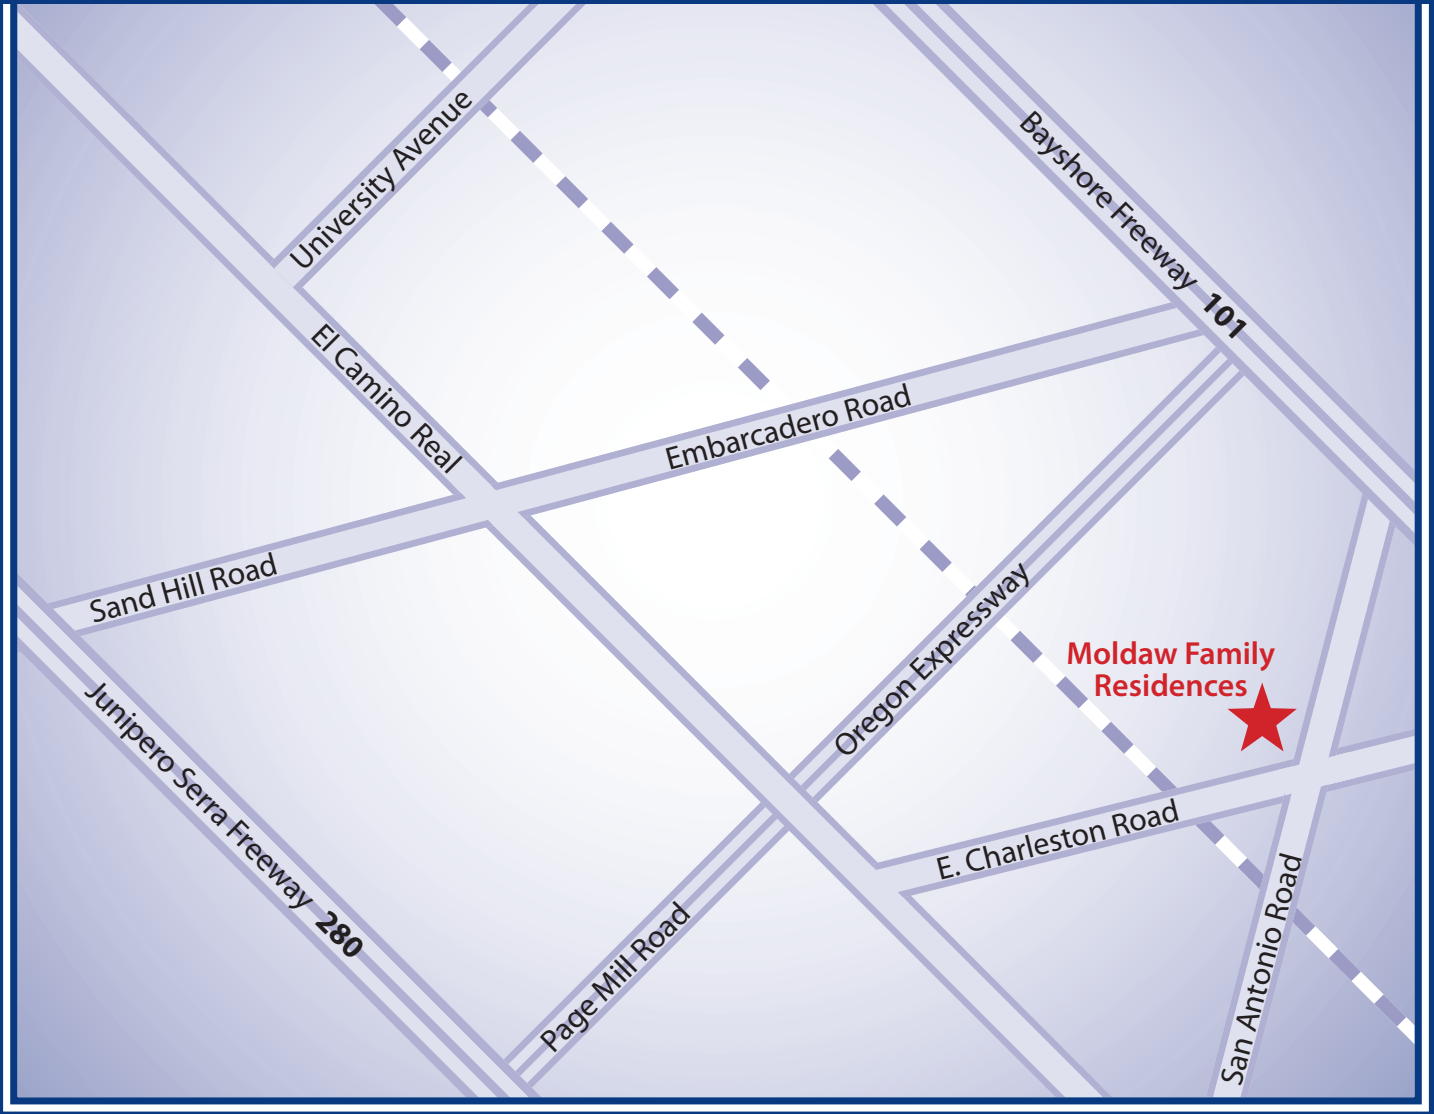 University Avenue
Bayshore Freeway 101
El Camino Real
Embarcadero Road
Sand Hill Road
Oregon Expressway
Moldaw Family
Residences
Junipero Serra Freeway 280
E. Charleston Road
Page Mill Road
San Antonio Road